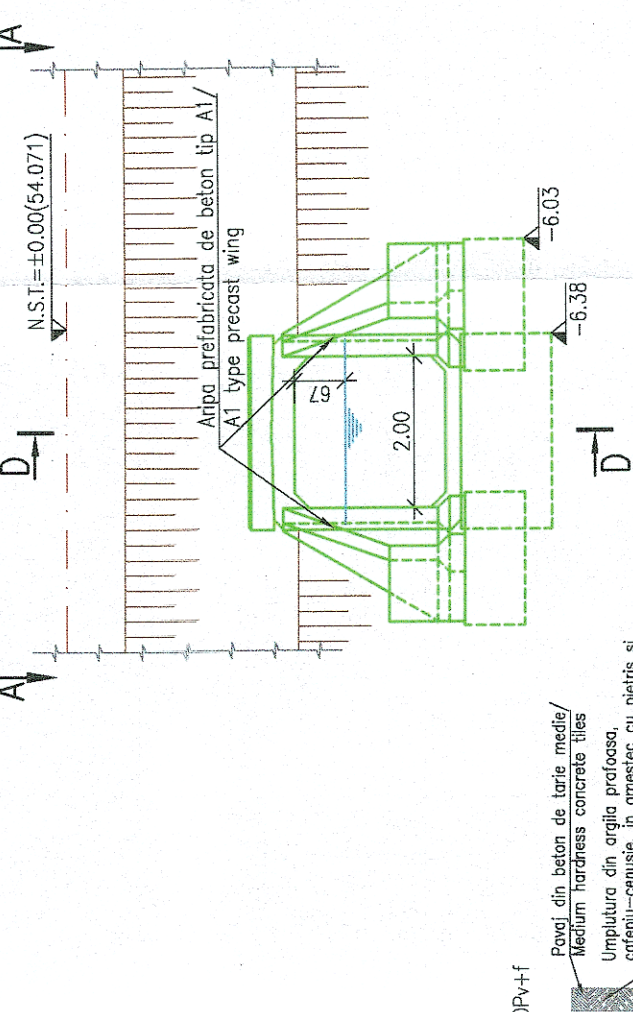 A
A
N.S.T.=±0.00(54.071)
D
Aripa prefabricata de beton tip A1/
A1 type precast wing
67
2.00
-6.03
-6.38
D
Pavaj din beton de tarie medie/
Medium hardness concrete tiles
Umplutura din argila prafoasa,
cafeniu-cenusie, in amestec cu pietris si